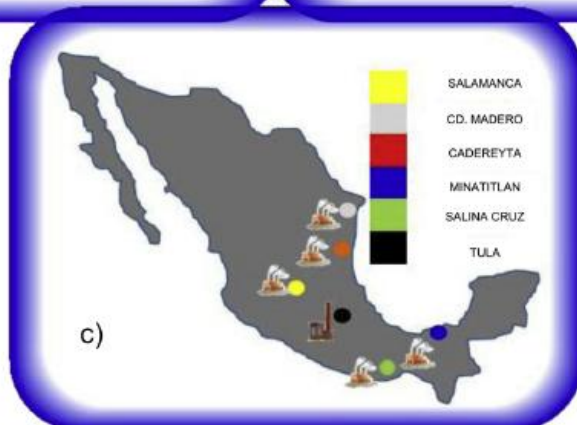 SALAMANCA
CD. MADERO
CADEREYTA
MINATITLAN
SALINA CRUZ
TULA
c)